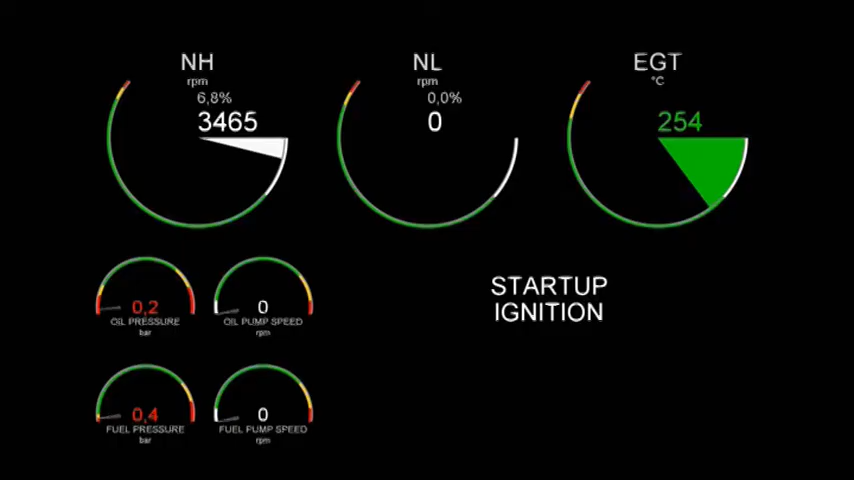 NH
rpm
6,8%
3465
NL
rpm
0,0%
0
EGT
°C
254
0,2
OIL PRESSURE
bar
0
OIL PUMP SPEED
rpm
STARTUP
IGNITION
0,4
FUEL PRESSURE
bar
0
FUEL PUMP SPEED
rpm